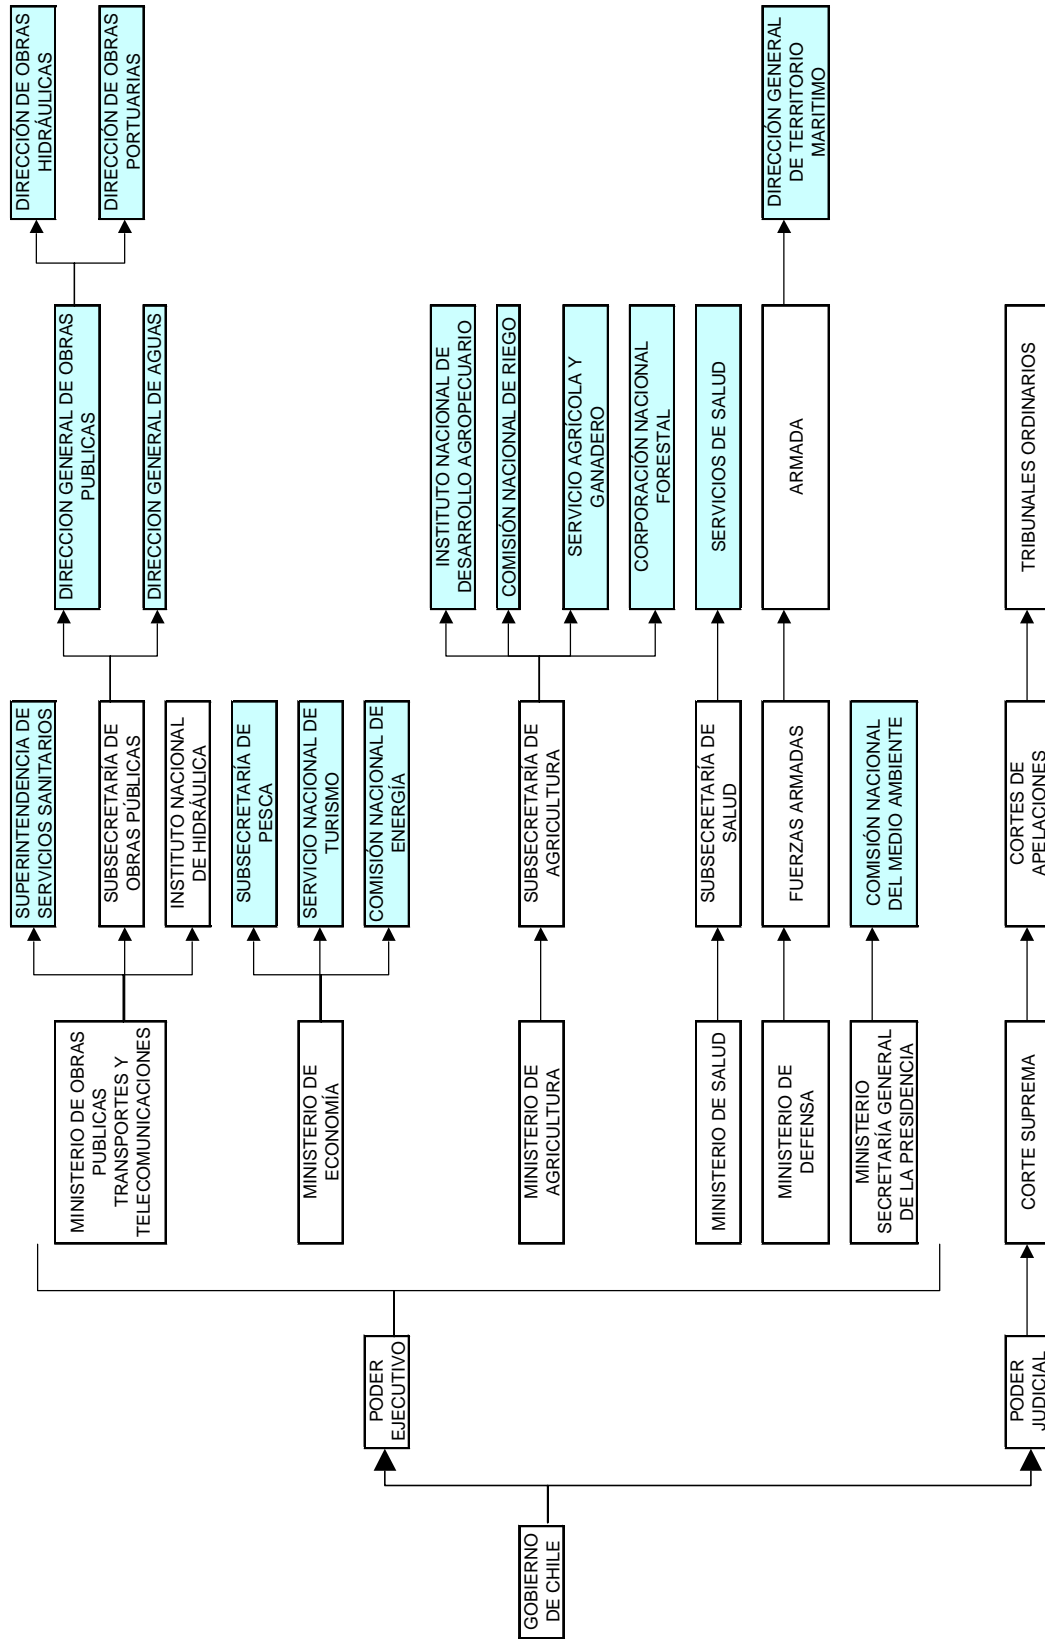 GOBIERNO
DE CHILE
PODER
EJECUTIVO
PODER
JUDICIAL
MINISTERIO DE OBRAS
PUBLICAS
TRANSPORTES Y
TELECOMUNICACIONES
MINISTERIO DE
ECONOMÍA
MINISTERIO DE
AGRICULTURA
MINISTERIO DE SALUD
MINISTERIO DE
DEFENSA
MINISTERIO
SECRETARÍA GENERAL
DE LA PRESIDENCIA
CORTE SUPREMA
SUPERINTENDENCIA DE
SERVICIOS SANITARIOS
SUBSECRETARÍA DE
OBRAS PÚBLICAS
INSTITUTO NACIONAL
DE HIDRÁULICA
SUBSECRETARÍA DE
PESCA
SERVICIO NACIONAL DE
TURISMO
COMISIÓN NACIONAL DE
ENERGÍA
SUBSECRETARÍA DE
AGRICULTURA
SUBSECRETARÍA DE
SALUD
FUERZAS ARMADAS
COMISIÓN NACIONAL
DEL MEDIO AMBIENTE
CORTES DE
APELACIONES
DIRECCION GENERAL DE OBRAS
PUBLICAS
DIRECCION GENERAL DE AGUAS
INSTITUTO NACIONAL DE
DESARROLLO AGROPECUARIO
COMISIÓN NACIONAL DE RIEGO
SERVICIO AGRÍCOLA Y
GANADERO
CORPORACIÓN NACIONAL
FORESTAL
SERVICIOS DE SALUD
ARMADA
TRIBUNALES ORDINARIOS
DIRECCIÓN DE OBRAS
HIDRÁULICAS
DIRECCIÓN DE OBRAS
PORTUARIAS
DIRECCIÓN GENERAL
DE TERRITORIO
MARITIMO